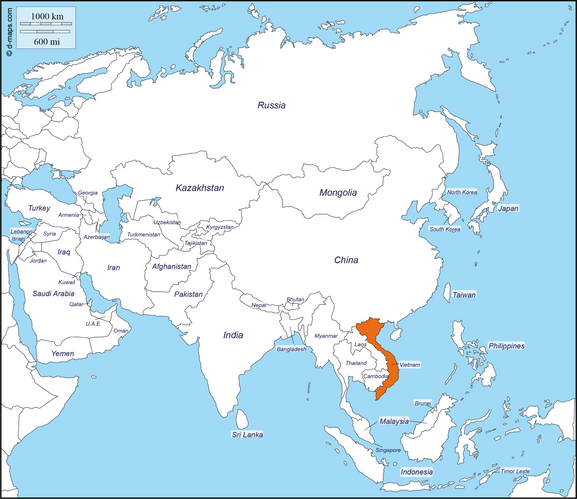 1000 km
600 mi
© d-maps.com
Russia
Kazakhstan
Mongolia
Georgia
North Korea
Turkey
Armenia
Uzbekistan
Kyrgyzstan
Japan
Lebanon
Syria
Azerbaijan
Turkmenistan
Tajikistan
South Korea
Israel
Iraq
Iran
Afghanistan
China
Jordan
Kuwait
Saudi Arabia
Pakistan
Qatar
Nepal
Bhutan
Taiwan
U.A.E.
Oman
India
Myanmar
Laos
Philippines
Yemen
Bangladesh
Thailand
Vietnam
Cambodia
Brunei
Sri Lanka
Malaysia
Singapore
Indonesia
Timor Leste